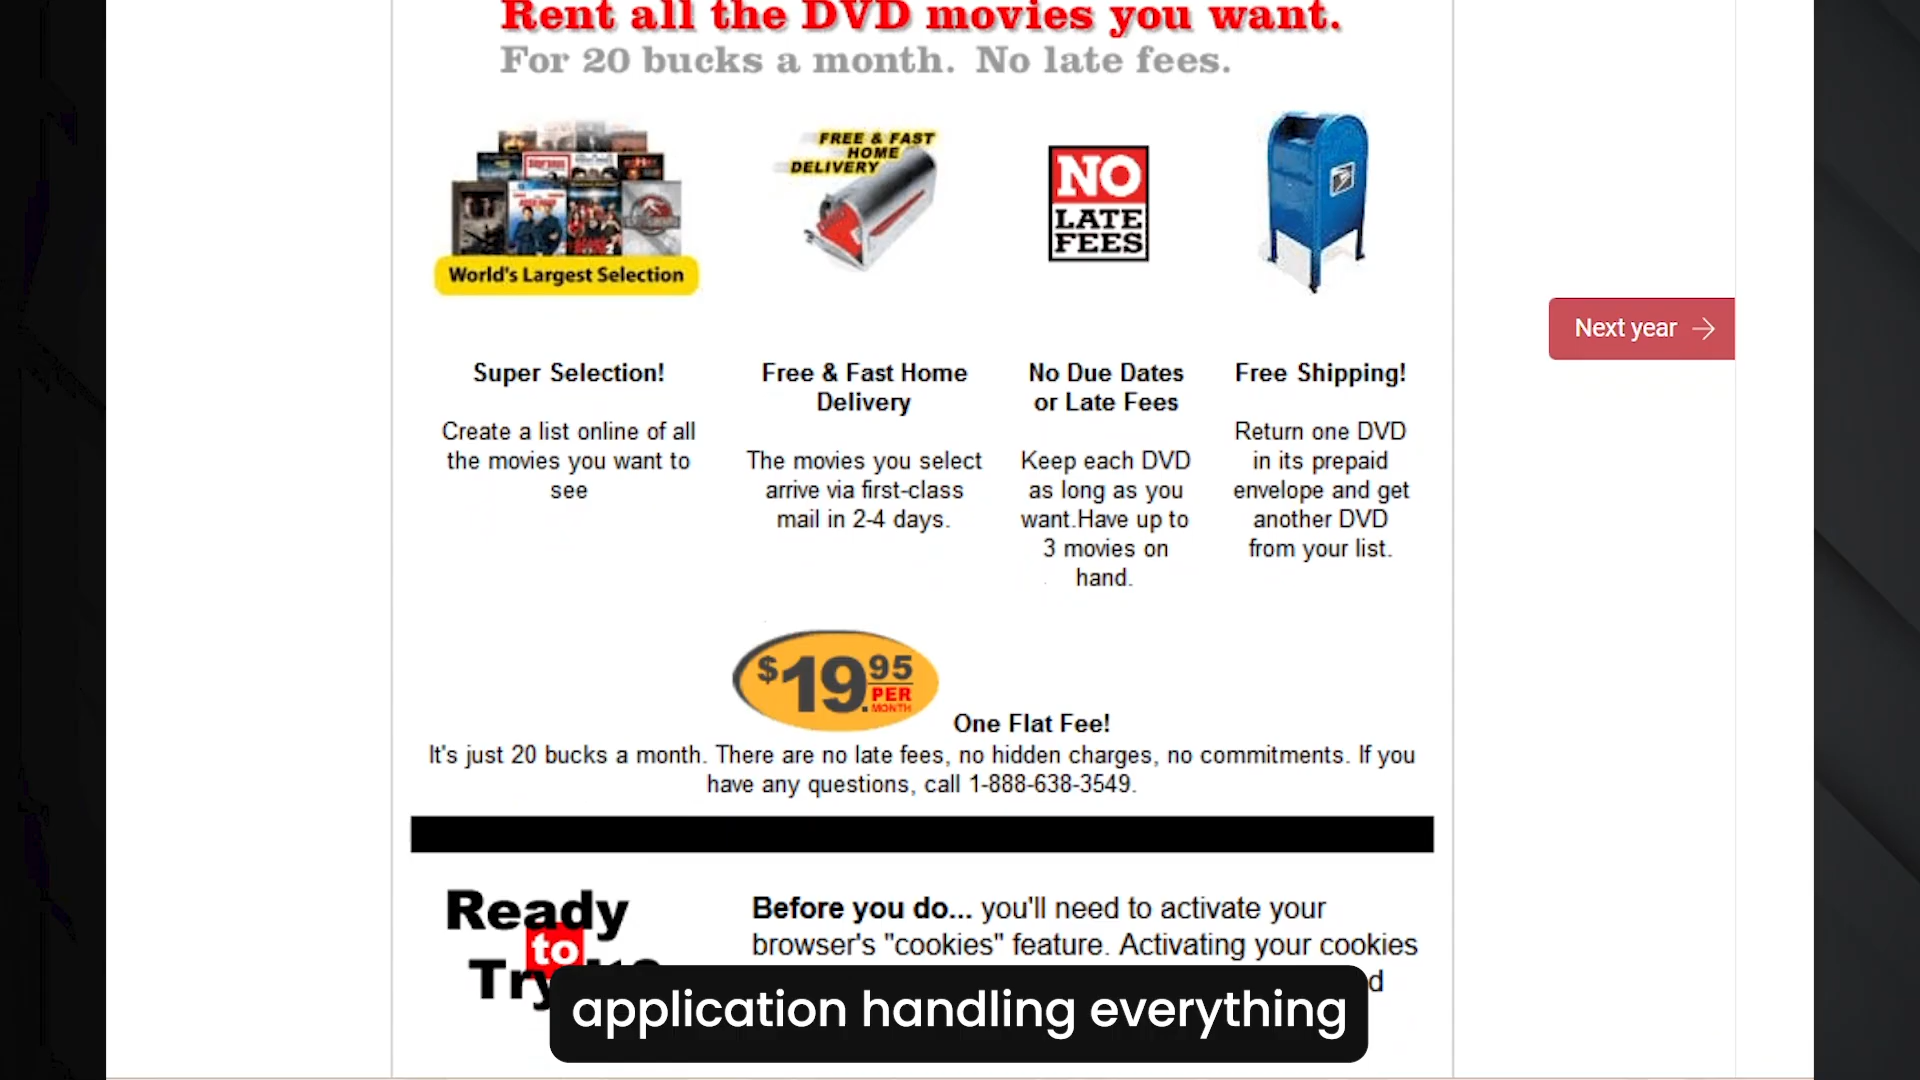 Rent all the DVD movies you want.
For 20 bucks a month. No late fees.
FREE & FAST
HOME
DELIVERY
NO
LATE
FEES
World's Largest Selection
Next year →
Super Selection!
Create a list online of all
the movies you want to
see
Free & Fast Home
Delivery
The movies you select
arrive via first-class
mail in 2-4 days.
No Due Dates
or Late Fees
Keep each DVD
as long as you
want.Have up to
3 movies on
hand.
Free Shipping!
Return one DVD
in its prepaid
envelope and get
another DVD
from your list.
$19.95
PER
MONTH
One Flat Fee!
It's just 20 bucks a month. There are no late fees, no hidden charges, no commitments. If you
have any questions, call 1-888-638-3549.
Ready
to
Try
Before you do... you'll need to activate your
browser's "cookies" feature. Activating your cookies
application handling everything